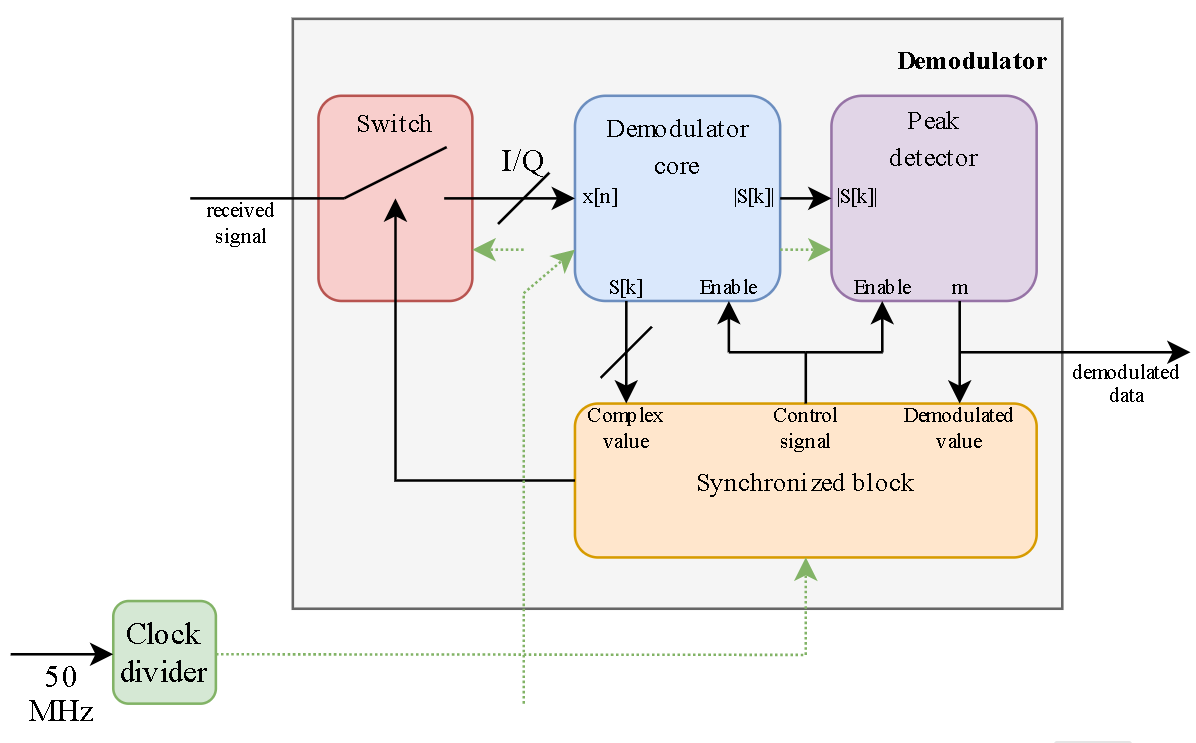 Demodulator
Switch
Demodulator
core
Peak
detector
I/Q
x[n]
|S[k]|
|S[k]|
received
signal
S[k]
Enable
Enable
m
demodulated
data
Complex
value
Control
signal
Demodulated
value
Synchronized block
Clock
divider
50
MHz